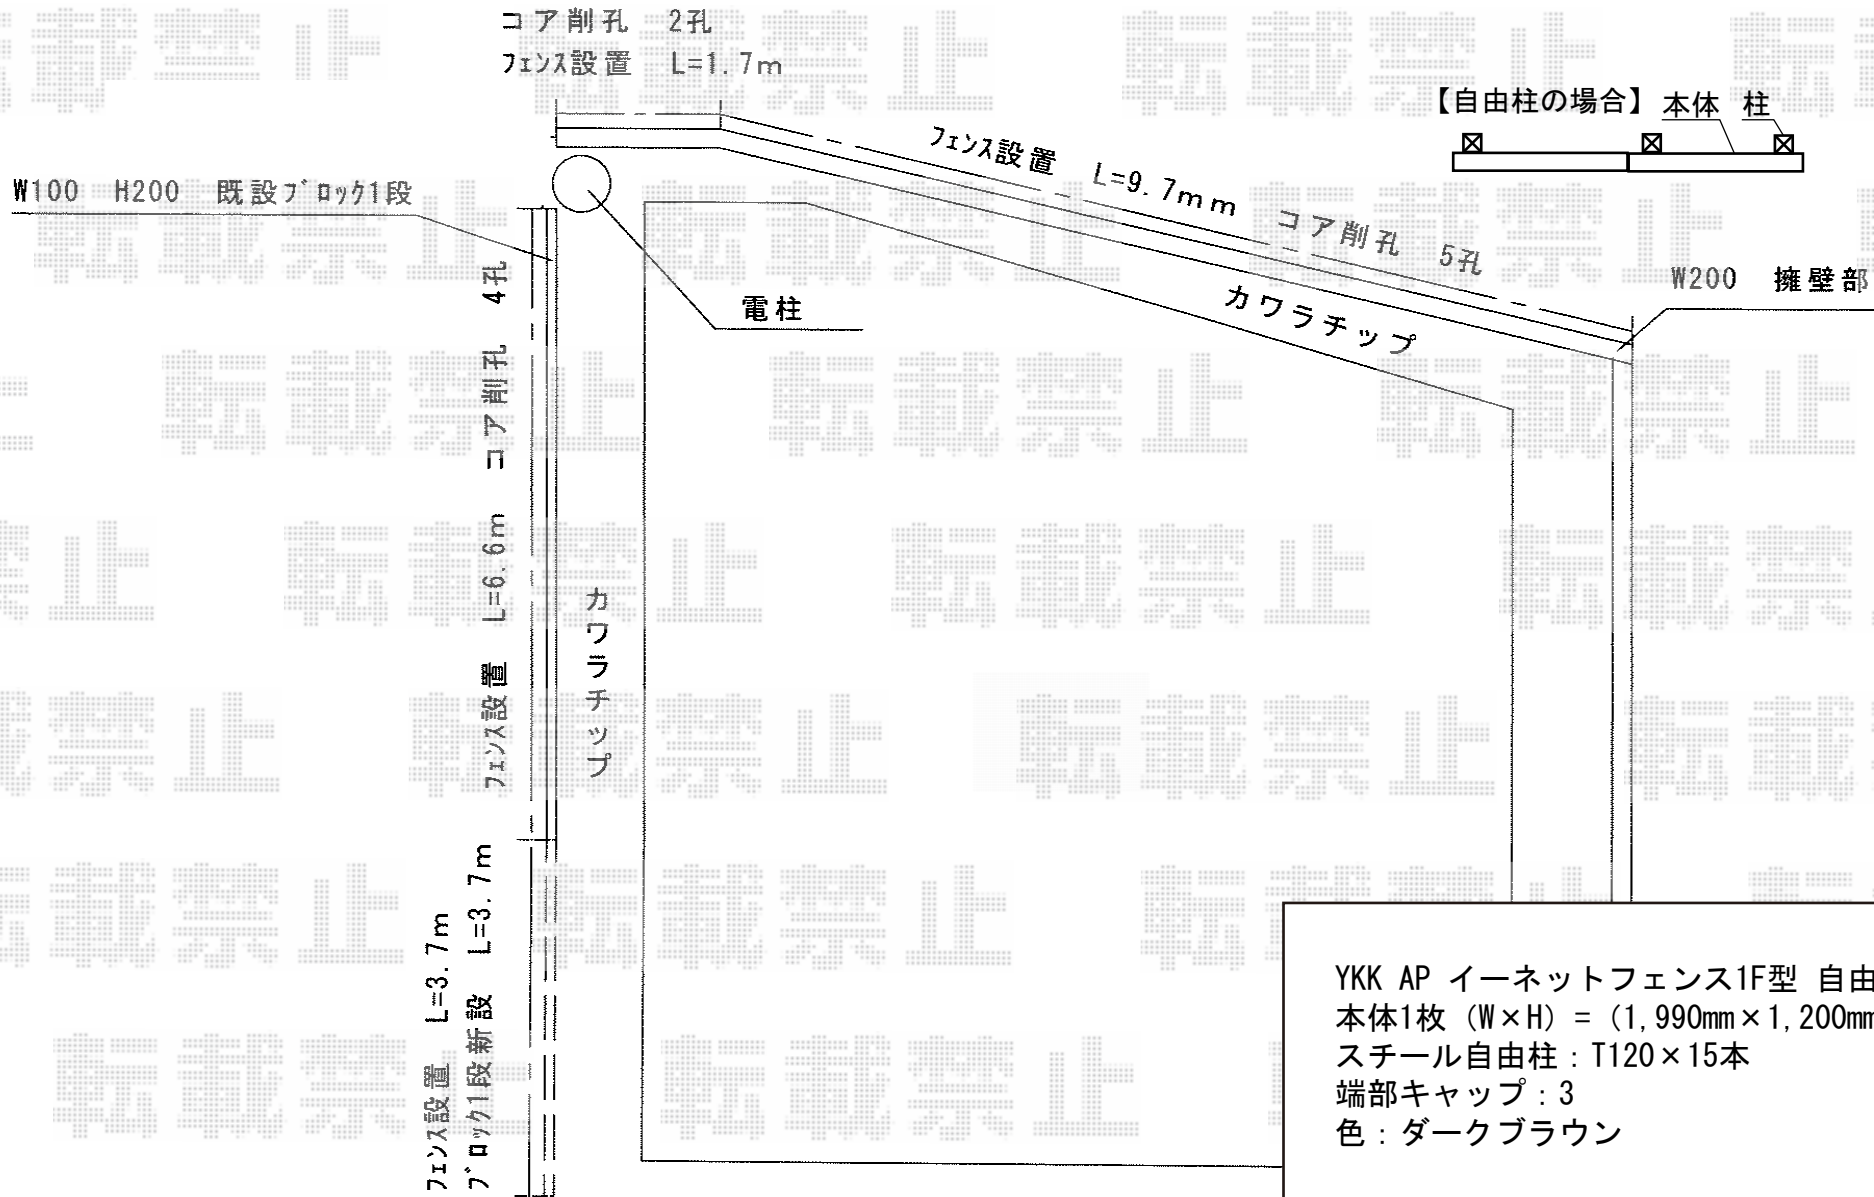 コア削孔 2孔
フェンス設置 L=1.7m
【自由柱の場合】 本体 柱
フェンス設置 L=9.7mm コア削孔 5孔
W100 H200 既設ブロック1段
W200 擁壁部
電柱
カワラチップ
フェンス設置 L=6.6m コア削孔 4孔
カワラチップ
フェンス設置 L=3.7m
ブロック1段新設 L=3.7m
YKK AP イーネットフェンス1F型 自由
本体1枚 (W×H) = (1,990mm×1,200mm
スチール自由柱：T120×15本
端部キャップ：3
色：ダークブラウン
転載禁止